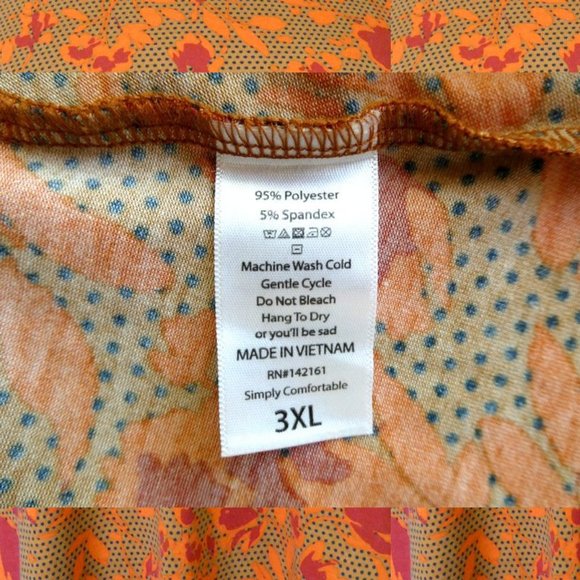 95% Polyester
5% Spandex
Machine Wash Cold
Gentle Cycle
Do Not Bleach
Hang To Dry
or you'll be sad
MADE IN VIETNAM
RN#142161
Simply Comfortable
3XL